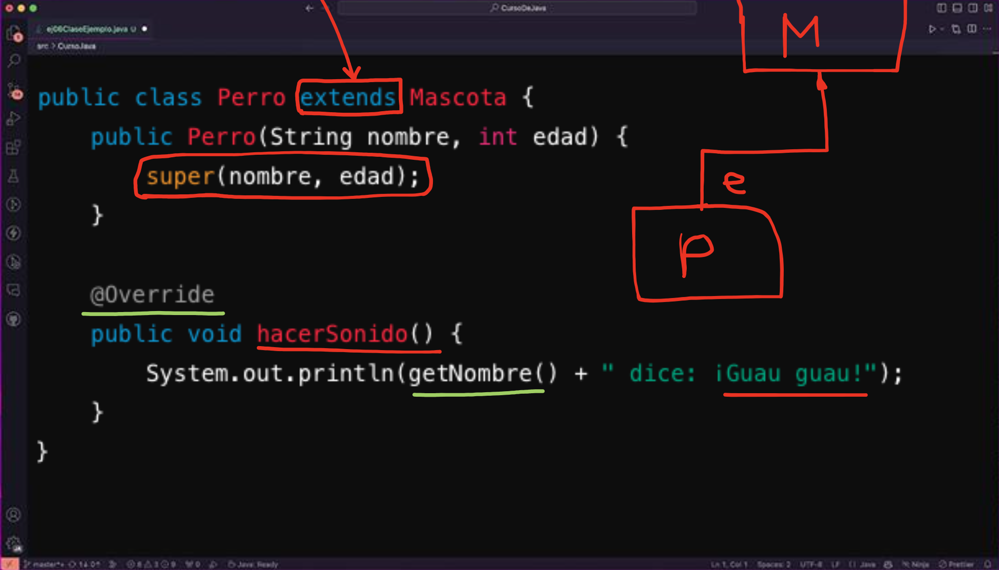 CursoDeJava
ej06ClaseEjemplo.java U
src > CursoJava
M
public class Perro extends Mascota {
public Perro(String nombre, int edad) {
super(nombre, edad);
}
e
P
@Override
public void hacerSonido() {
System.out.println(getNombre() + " dice: ¡Guau guau!");
}
}
master*+
Java: Ready
Ln 1, Col 1 Spaces: 2 UTF-8 LF {} Java Ninja Prettier